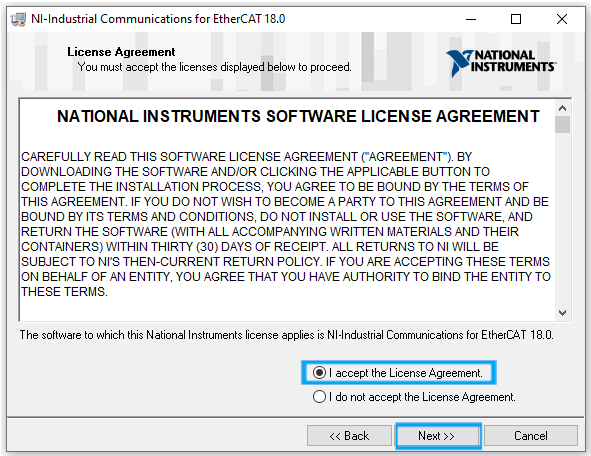 NI-Industrial Communications for EtherCAT 18.0
License Agreement
You must accept the licenses displayed below to proceed.
NATIONAL
INSTRUMENTS
NATIONAL INSTRUMENTS SOFTWARE LICENSE AGREEMENT
CAREFULLY READ THIS SOFTWARE LICENSE AGREEMENT ("AGREEMENT"). BY
DOWNLOADING THE SOFTWARE AND/OR CLICKING THE APPLICABLE BUTTON TO
COMPLETE THE INSTALLATION PROCESS, YOU AGREE TO BE BOUND BY THE TERMS OF
THIS AGREEMENT. IF YOU DO NOT WISH TO BECOME A PARTY TO THIS AGREEMENT AND BE
BOUND BY ITS TERMS AND CONDITIONS, DO NOT INSTALL OR USE THE SOFTWARE, AND
RETURN THE SOFTWARE (WITH ALL ACCOMPANYING WRITTEN MATERIALS AND THEIR
CONTAINERS) WITHIN THIRTY (30) DAYS OF RECEIPT. ALL RETURNS TO NI WILL BE
SUBJECT TO NI'S THEN-CURRENT RETURN POLICY. IF YOU ARE ACCEPTING THESE TERMS
ON BEHALF OF AN ENTITY, YOU AGREE THAT YOU HAVE AUTHORITY TO BIND THE ENTITY TO
THESE TERMS.
The software to which this National Instruments license applies is NI-Industrial Communications for EtherCAT 18.0.
I accept the License Agreement.
I do not accept the License Agreement.
<< Back
Next >>
Cancel